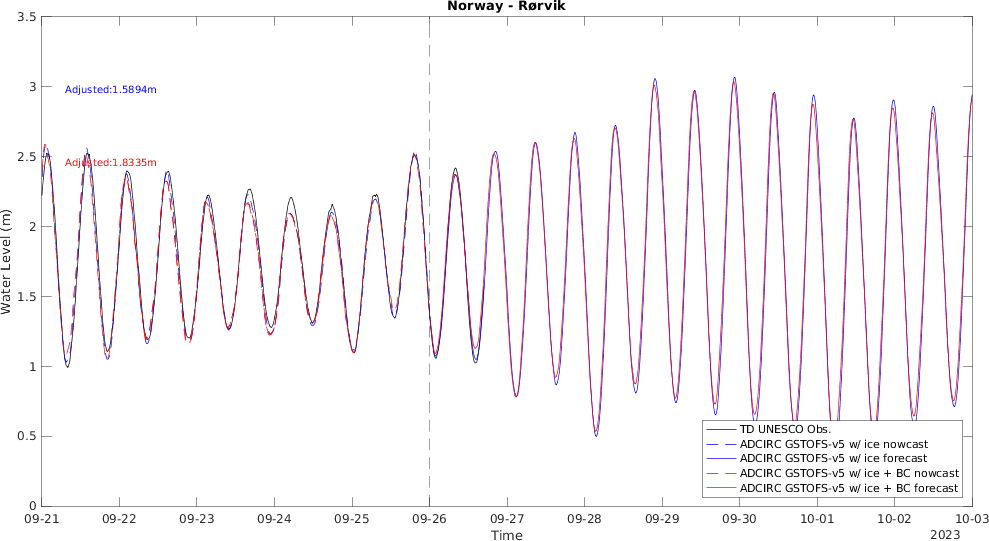 Norway - Rørvik
3.5
3
2.5
2
1.5
1
0.5
0
Water Level (m)
Adjusted:1.5894m
Adjusted:1.8335m
TD UNESCO Obs.
ADCIRC GSTOFS-v5 w/ ice nowcast
ADCIRC GSTOFS-v5 w/ ice forecast
ADCIRC GSTOFS-v5 w/ ice + BC nowcast
ADCIRC GSTOFS-v5 w/ ice + BC forecast
09-21 09-22 09-23 09-24 09-25 09-26 09-27 09-28 09-29 09-30 10-01 10-02 10-03
Time
2023